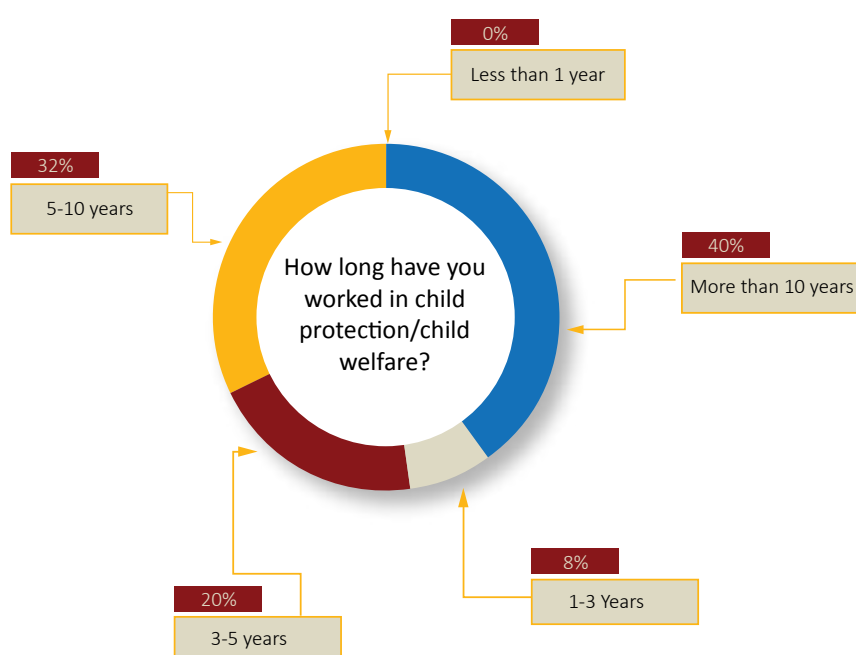 0%
Less than 1 year
32%
5-10 years
How long have you
worked in child
protection/child
welfare?
40%
More than 10 years
8%
1-3 Years
20%
3-5 years